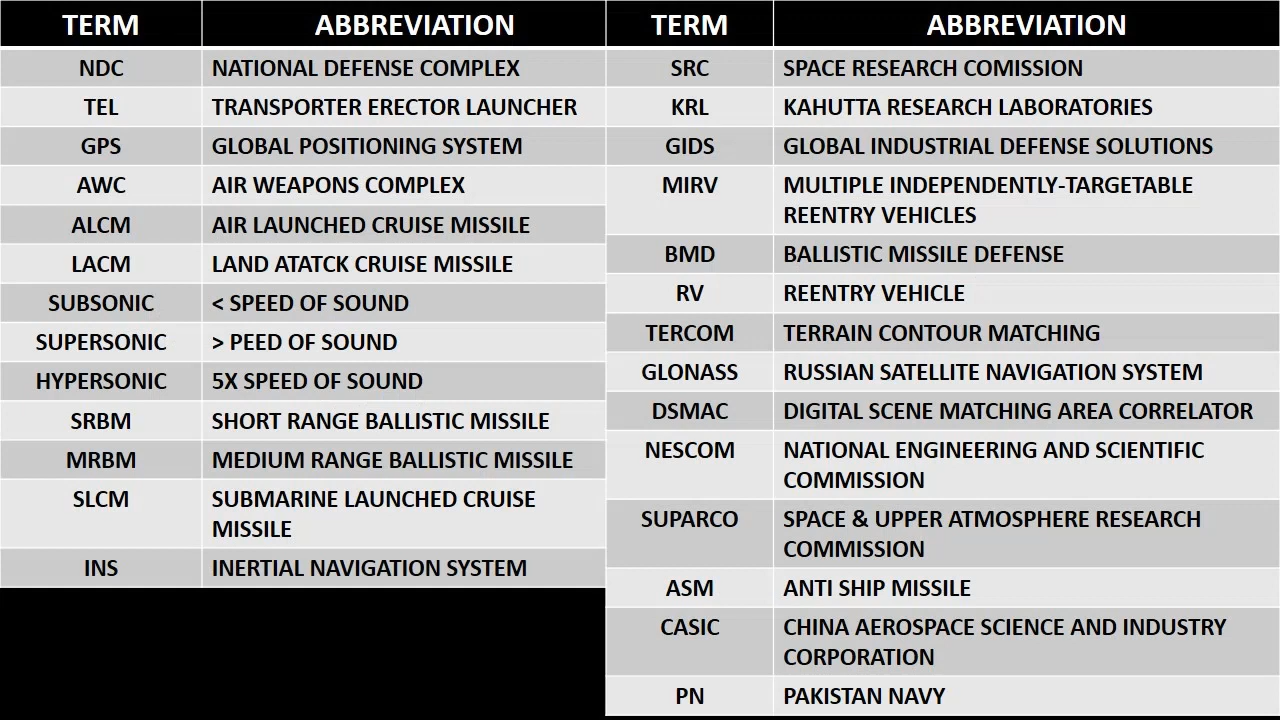 TERM ABBREVIATION
NDC NATIONAL DEFENSE COMPLEX
TEL TRANSPORTER ERECTOR LAUNCHER
GPS GLOBAL POSITIONING SYSTEM
AWC AIR WEAPONS COMPLEX
ALCM AIR LAUNCHED CRUISE MISSILE
LACM LAND ATATCK CRUISE MISSILE
SUBSONIC < SPEED OF SOUND
SUPERSONIC > PEED OF SOUND
HYPERSONIC 5X SPEED OF SOUND
SRBM SHORT RANGE BALLISTIC MISSILE
MRBM MEDIUM RANGE BALLISTIC MISSILE
SLCM SUBMARINE LAUNCHED CRUISE
MISSILE
INS INERTIAL NAVIGATION SYSTEM
TERM ABBREVIATION
SRC SPACE RESEARCH COMISSION
KRL KAHUTTA RESEARCH LABORATORIES
GIDS GLOBAL INDUSTRIAL DEFENSE SOLUTIONS
MIRV MULTIPLE INDEPENDENTLY-TARGETABLE
REENTRY VEHICLES
BMD BALLISTIC MISSILE DEFENSE
RV REENTRY VEHICLE
TERCOM TERRAIN CONTOUR MATCHING
GLONASS RUSSIAN SATELLITE NAVIGATION SYSTEM
DSMAC DIGITAL SCENE MATCHING AREA CORRELATOR
NESCOM NATIONAL ENGINEERING AND SCIENTIFIC
COMMISSION
SUPARCO SPACE & UPPER ATMOSPHERE RESEARCH
COMMISSION
ASM ANTI SHIP MISSILE
CASIC CHINA AEROSPACE SCIENCE AND INDUSTRY
CORPORATION
PN PAKISTAN NAVY